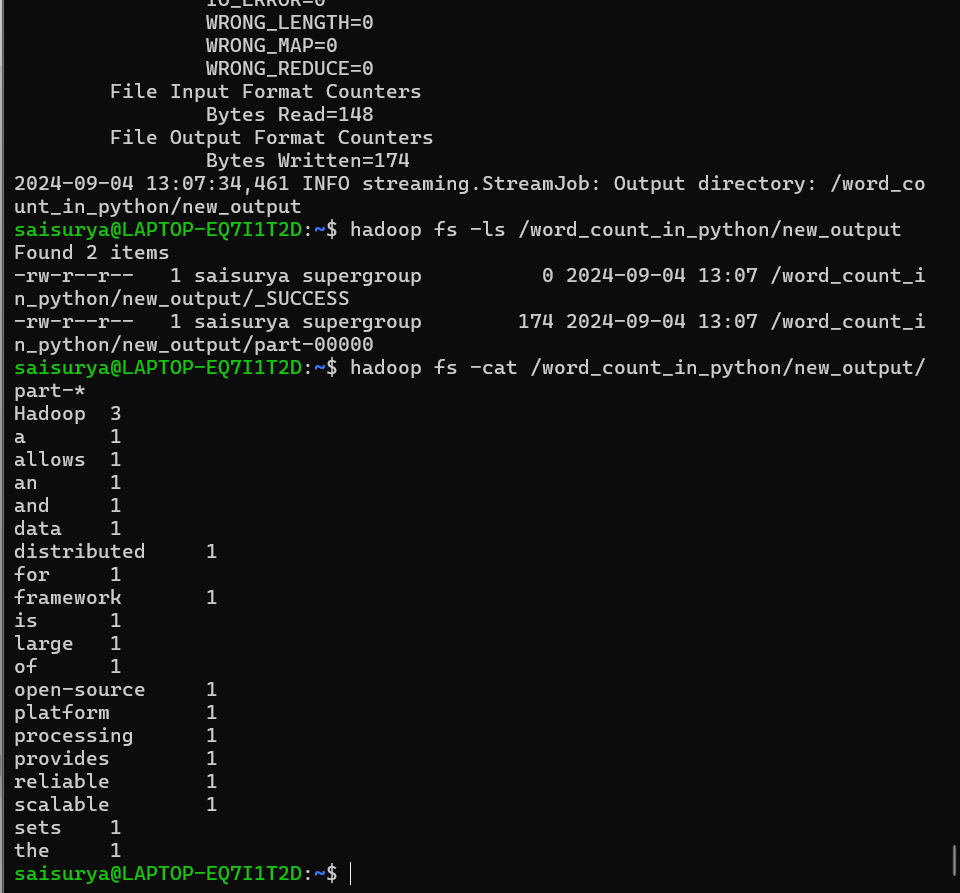 IO_ERROR=0
WRONG_LENGTH=0
WRONG_MAP=0
WRONG_REDUCE=0
File Input Format Counters
Bytes Read=148
File Output Format Counters
Bytes Written=174
2024-09-04 13:07:34,461 INFO streaming.StreamJob: Output directory: /word_co
unt_in_python/new_output
saisurya@LAPTOP-EQ7I1T2D:~$ hadoop fs -ls /word_count_in_python/new_output
Found 2 items
-rw-r--r--   1 saisurya supergroup          0 2024-09-04 13:07 /word_count_i
n_python/new_output/_SUCCESS
-rw-r--r--   1 saisurya supergroup        174 2024-09-04 13:07 /word_count_i
n_python/new_output/part-00000
saisurya@LAPTOP-EQ7I1T2D:~$ hadoop fs -cat /word_count_in_python/new_output/
part-*
Hadoop  3
a       1
allows  1
an      1
and     1
data    1
distributed     1
for     1
framework       1
is      1
large   1
of      1
open-source     1
platform        1
processing      1
provides        1
reliable        1
scalable        1
sets    1
the     1
saisurya@LAPTOP-EQ7I1T2D:~$